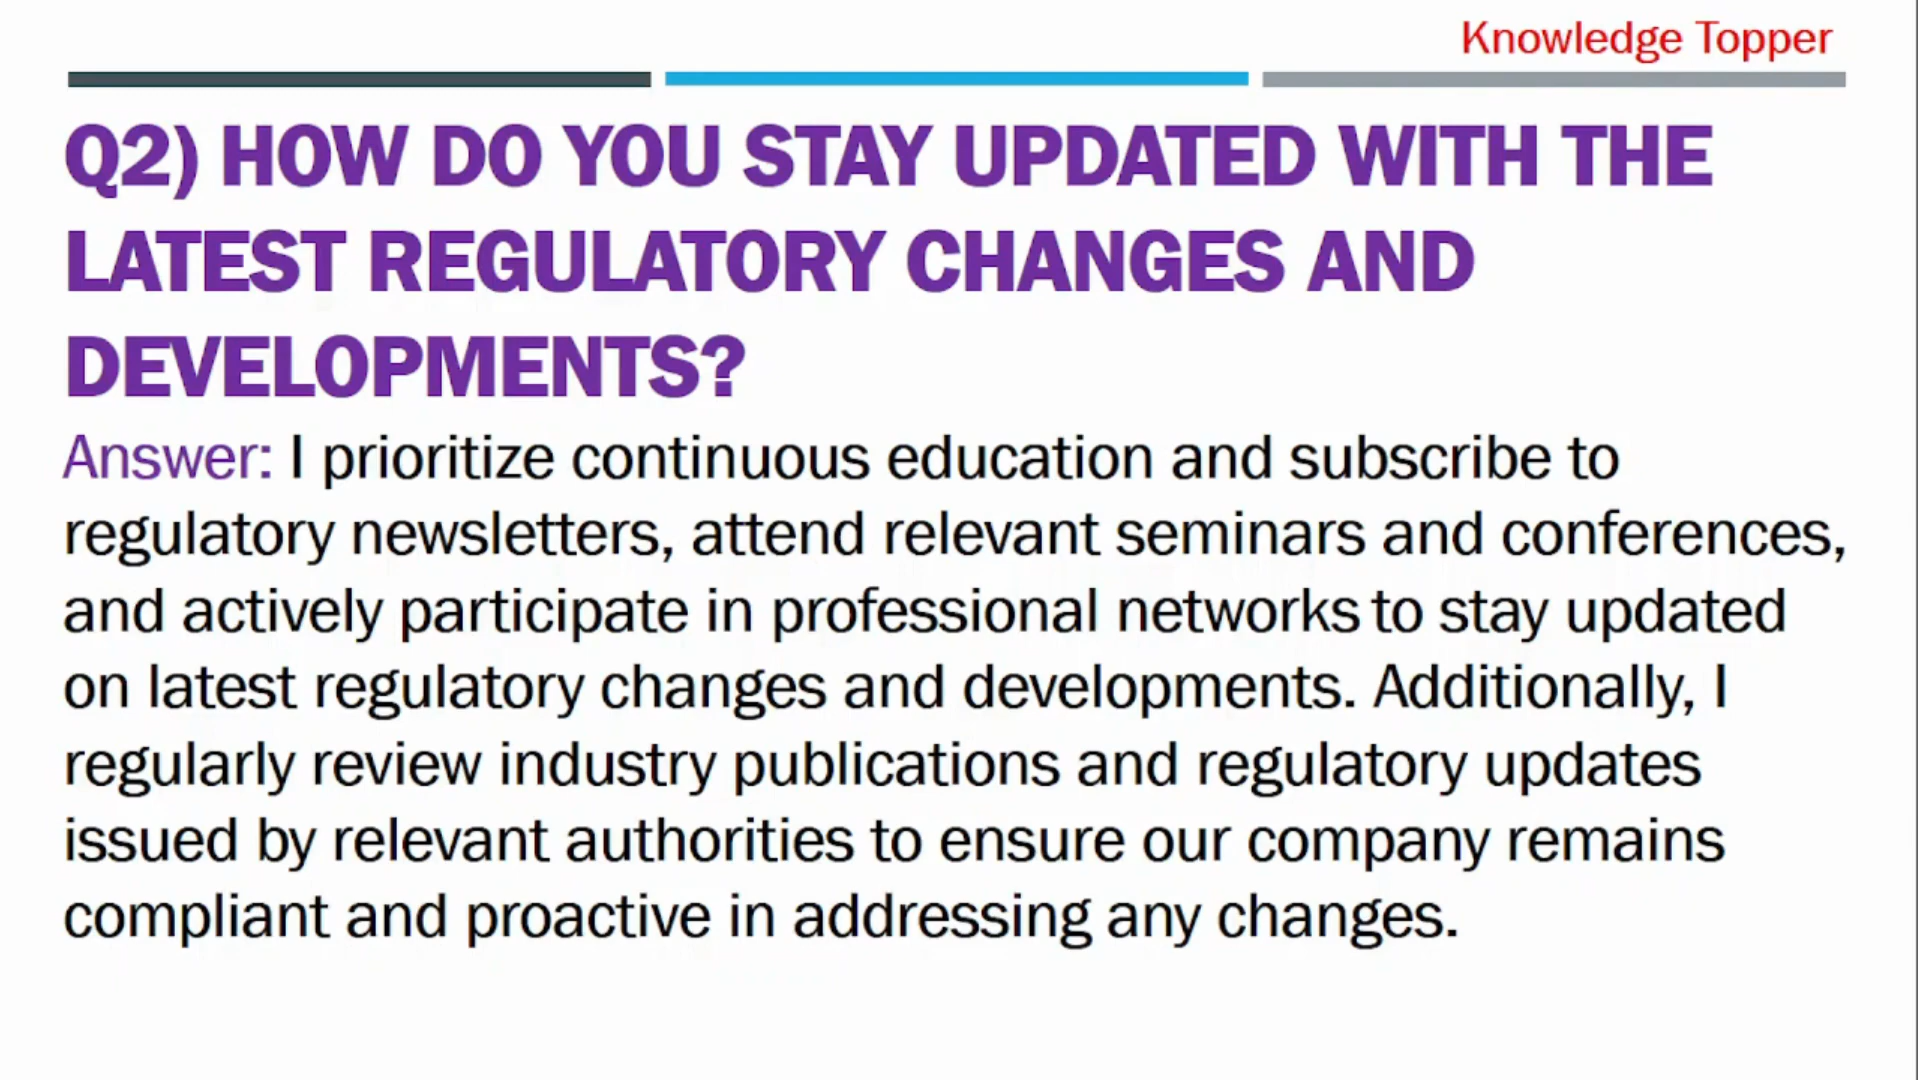 Knowledge Topper
Q2) HOW DO YOU STAY UPDATED WITH THE
LATEST REGULATORY CHANGES AND
DEVELOPMENTS?
Answer: I prioritize continuous education and subscribe to
regulatory newsletters, attend relevant seminars and conferences,
and actively participate in professional networks to stay updated
on latest regulatory changes and developments. Additionally, I
regularly review industry publications and regulatory updates
issued by relevant authorities to ensure our company remains
compliant and proactive in addressing any changes.